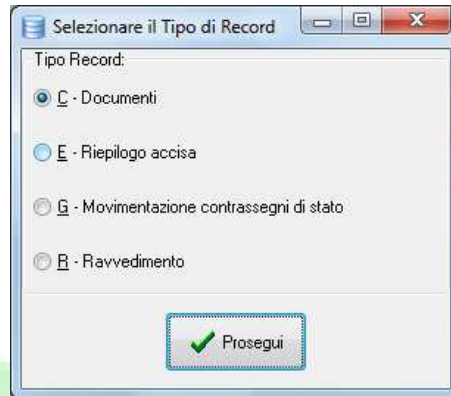 Selezionare il Tipo di Record
Tipo Record:
C - Documenti
E - Riepilogo accisa
G - Movimentazione contrassegni di stato
R - Ravvedimento
Prosegui